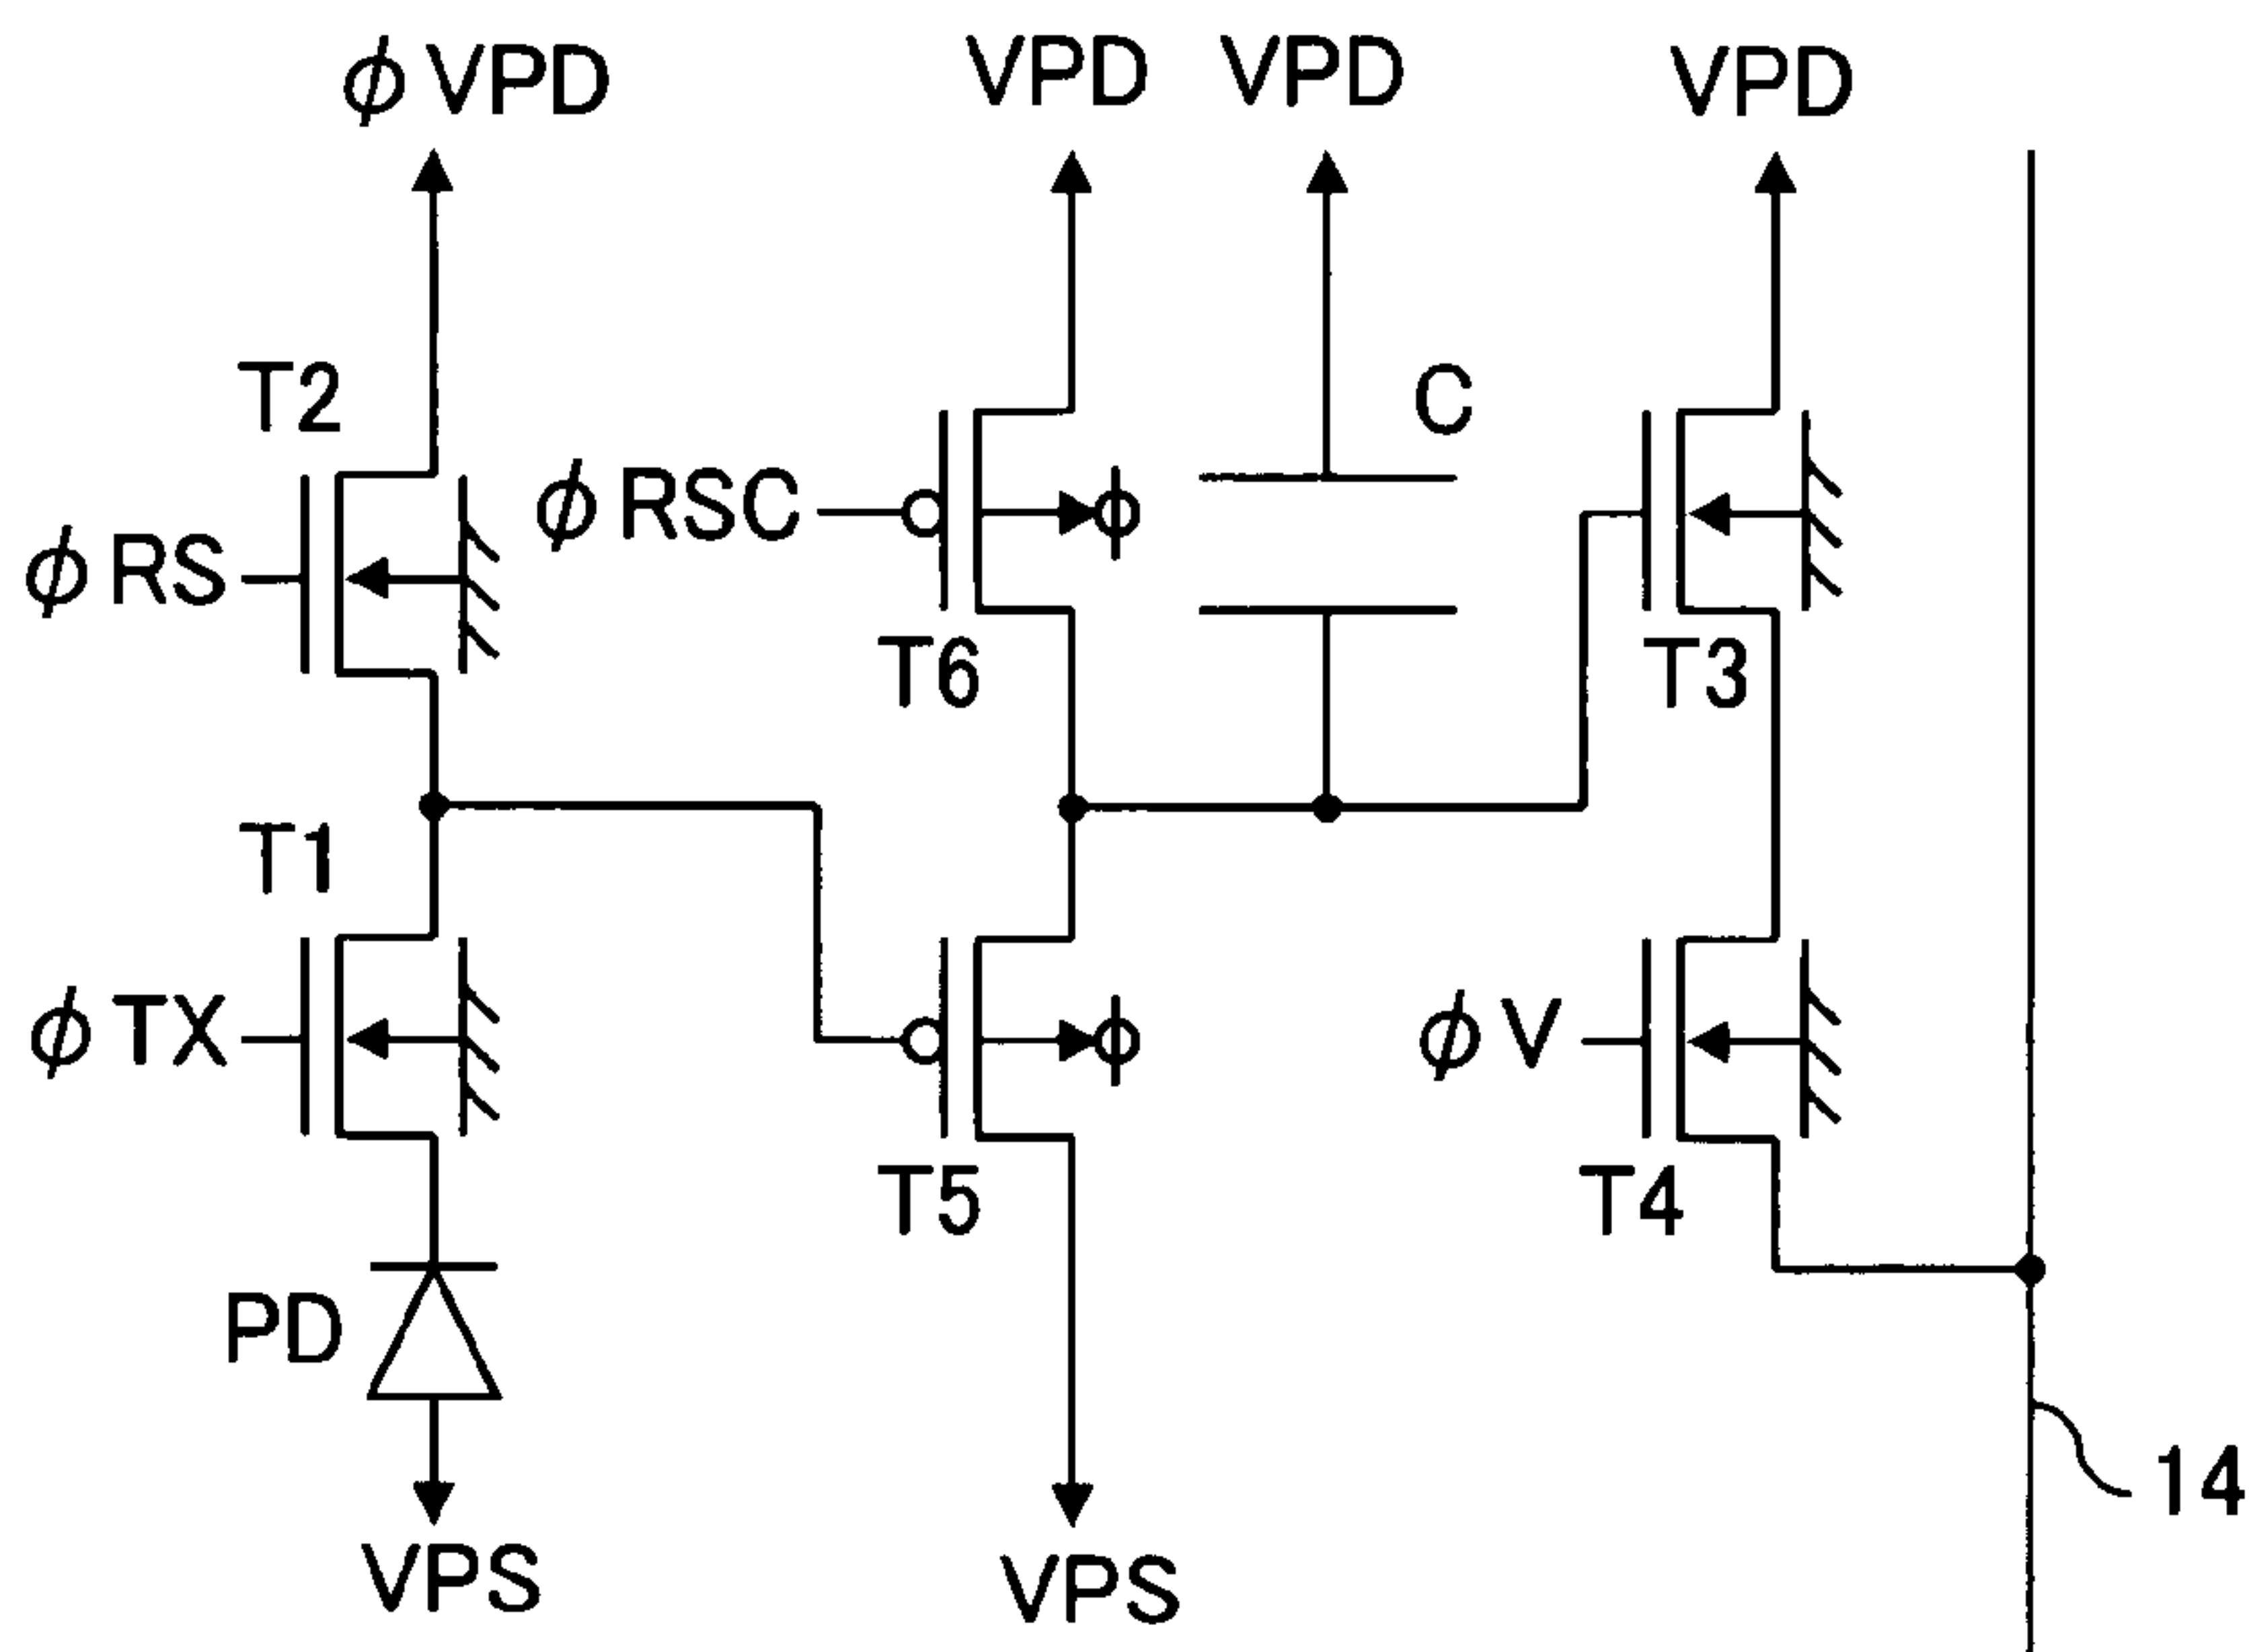 ϕVPD VPD VPD VPD
T2 C
ϕRS ϕRSC
T6 T3
T1
ϕTX ϕV
T5 T4
PD
14
VPS VPS